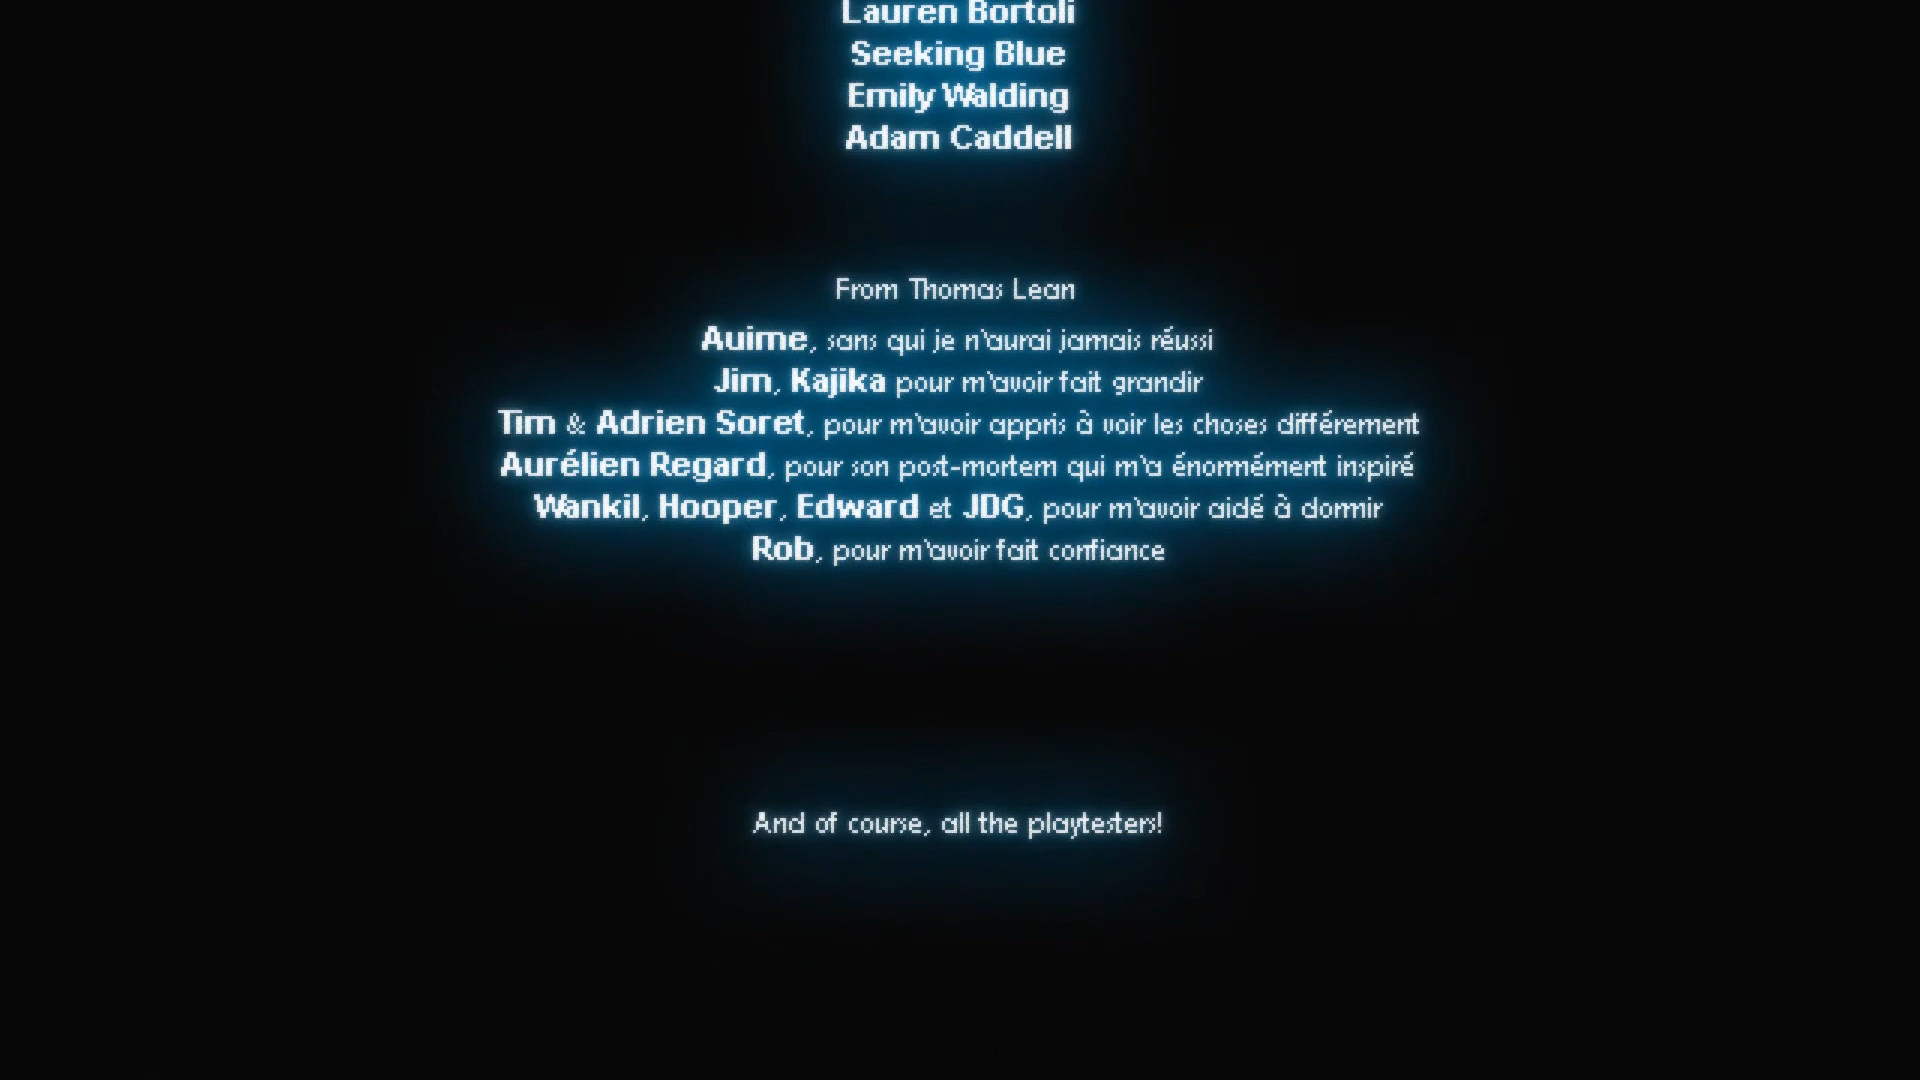 Lauren Bortoli
Seeking Blue
Emily Walding
Adam Caddell
From Thomas Lean
Auime, sans qui je n'aurai jamais réussi
Jim, Kajika pour m'avoir fait grandir
Tim & Adrien Soret, pour m'avoir appris à voir les choses différement
Aurélien Regard, pour son post-mortem qui m'a énormément inspiré
Wankil, Hooper, Edward et JDG, pour m'avoir aidé à dormir
Rob, pour m'avoir fait confiance
And of course, all the playtesters!